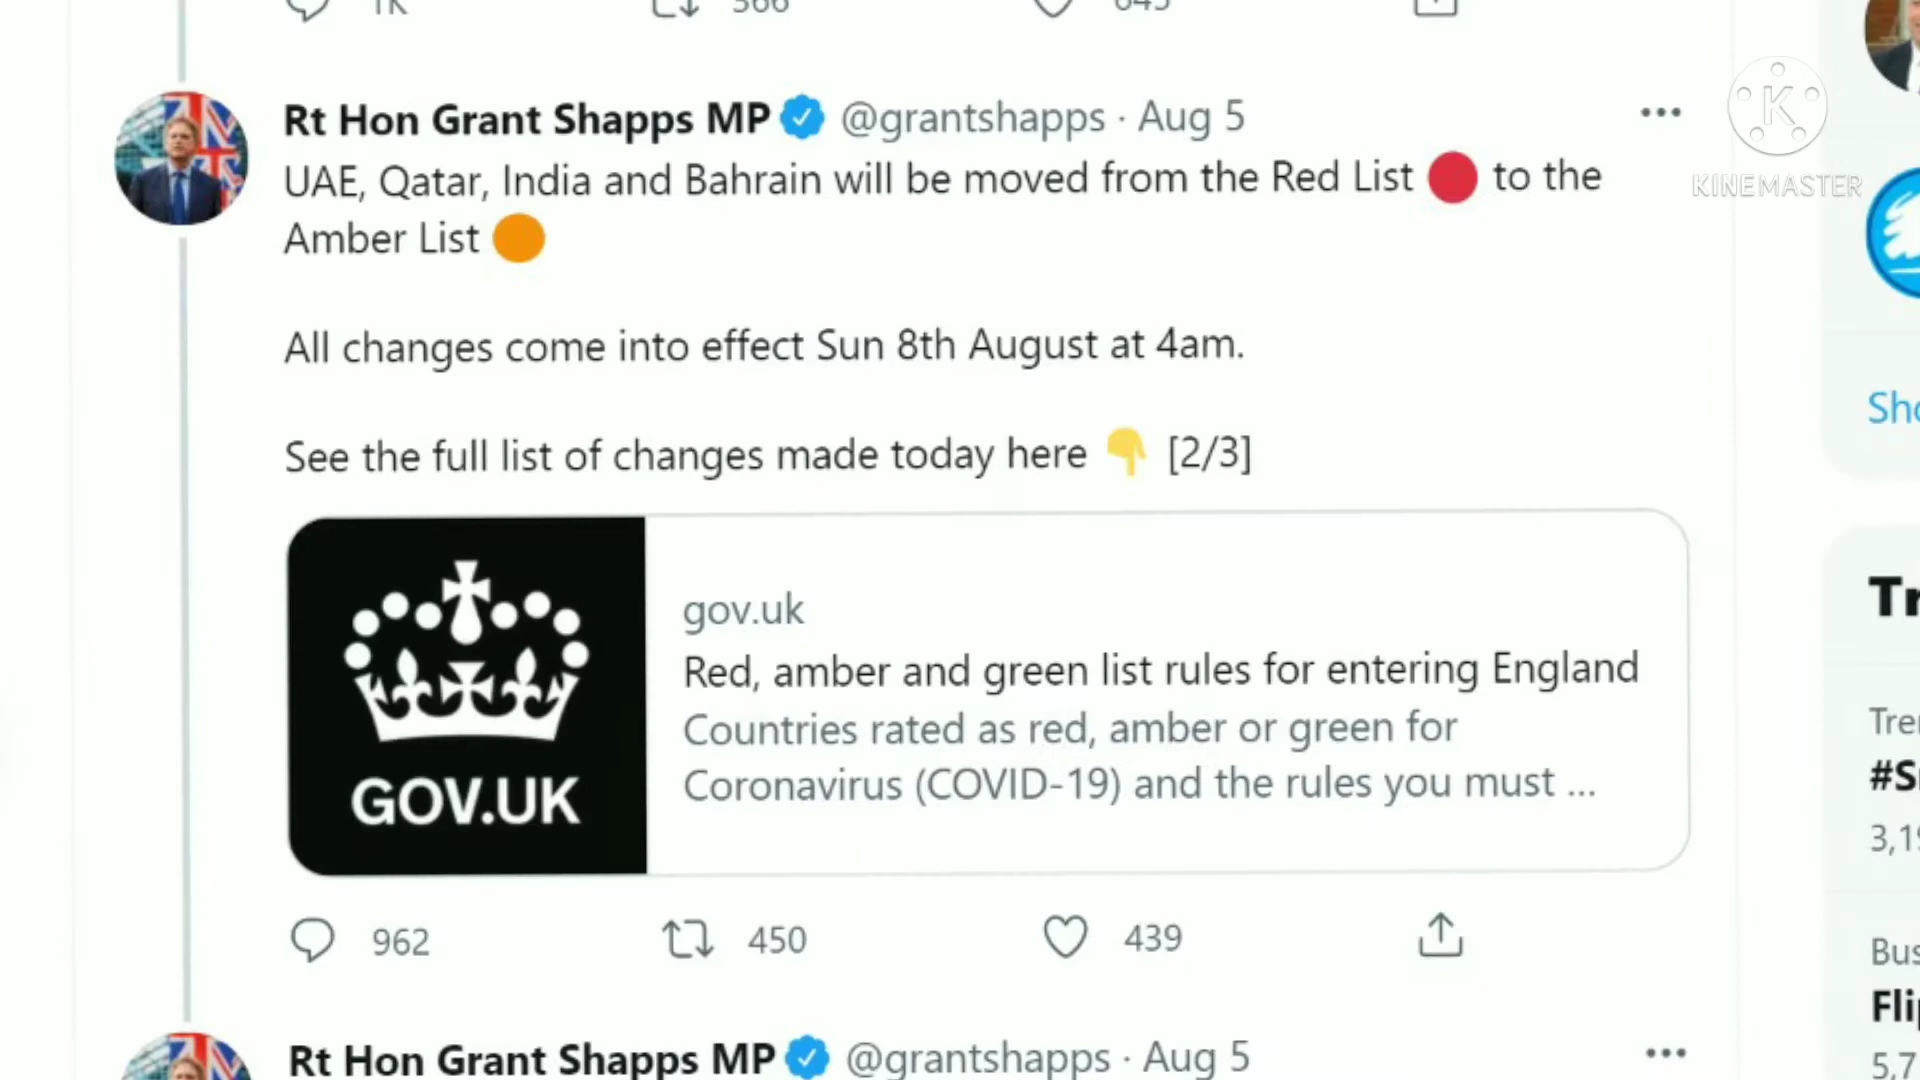 1K 366 645
Rt Hon Grant Shapps MP @grantshapps · Aug 5
UAE, Qatar, India and Bahrain will be moved from the Red List 🔴 to the
Amber List 🟠
All changes come into effect Sun 8th August at 4am.
See the full list of changes made today here 👇 [2/3]
GOV.UK
gov.uk
Red, amber and green list rules for entering England
Countries rated as red, amber or green for
Coronavirus (COVID-19) and the rules you must ...
962 450 439
Rt Hon Grant Shapps MP @grantshapps · Aug 5
K
KINEMASTER